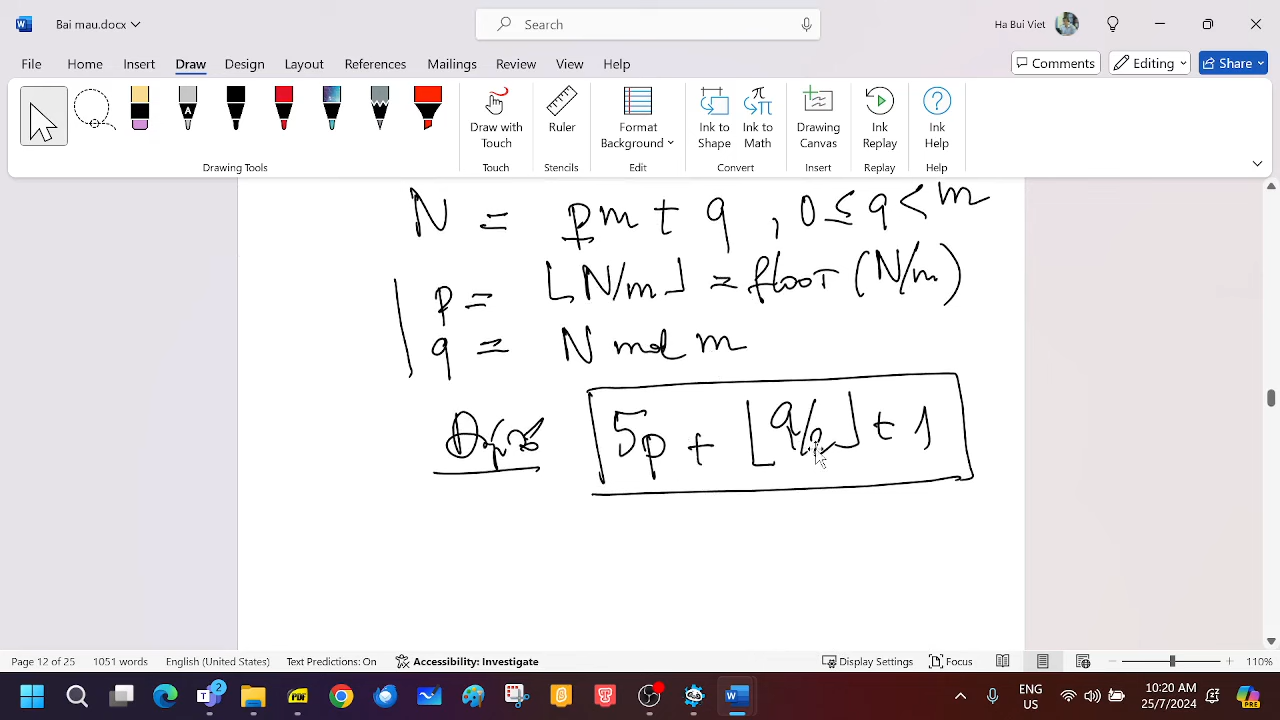 Bai mau.docx
Search
Ha Bui Viet
File Home Insert Draw Design Layout References Mailings Review View Help
Comments Editing Share
Draw with Touch
Ruler
Format Background
Ink to Shape
Ink to Math
Drawing Canvas
Ink Replay
Ink Help
Drawing Tools Touch Stencils Edit Convert Insert Replay Help
N = pm + q , 0 ≤ q < m
p = ⌊N/m⌋ = floor (N/m)
q = N mod m
5p + ⌊q/a⌋ + 1
Page 12 of 25 1051 words English (United States) Text Predictions: On Accessibility: Investigate Display Settings Focus 110%
2
PDF
ENG US
10:20 AM
25/7/2024
PRE